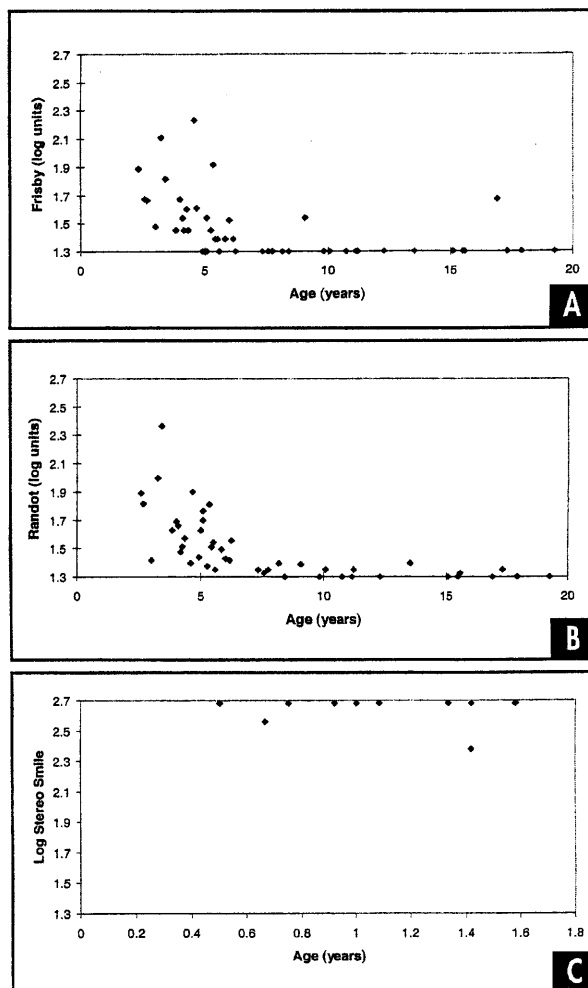 2.7
2.5
2.3
2.1
1.9
1.7
1.5
1.3
Frisby (log units)
0 5 10 15 20
Age (years)
A
2.7
2.5
2.3
2.1
1.9
1.7
1.5
1.3
Randot (log units)
0 5 10 15 20
Age (years)
B
2.7
2.5
2.3
2.1
1.9
1.7
1.5
1.3
Log Stereo Smile
0 0.2 0.4 0.6 0.8 1 1.2 1.4 1.6 1.8
Age (years)
C